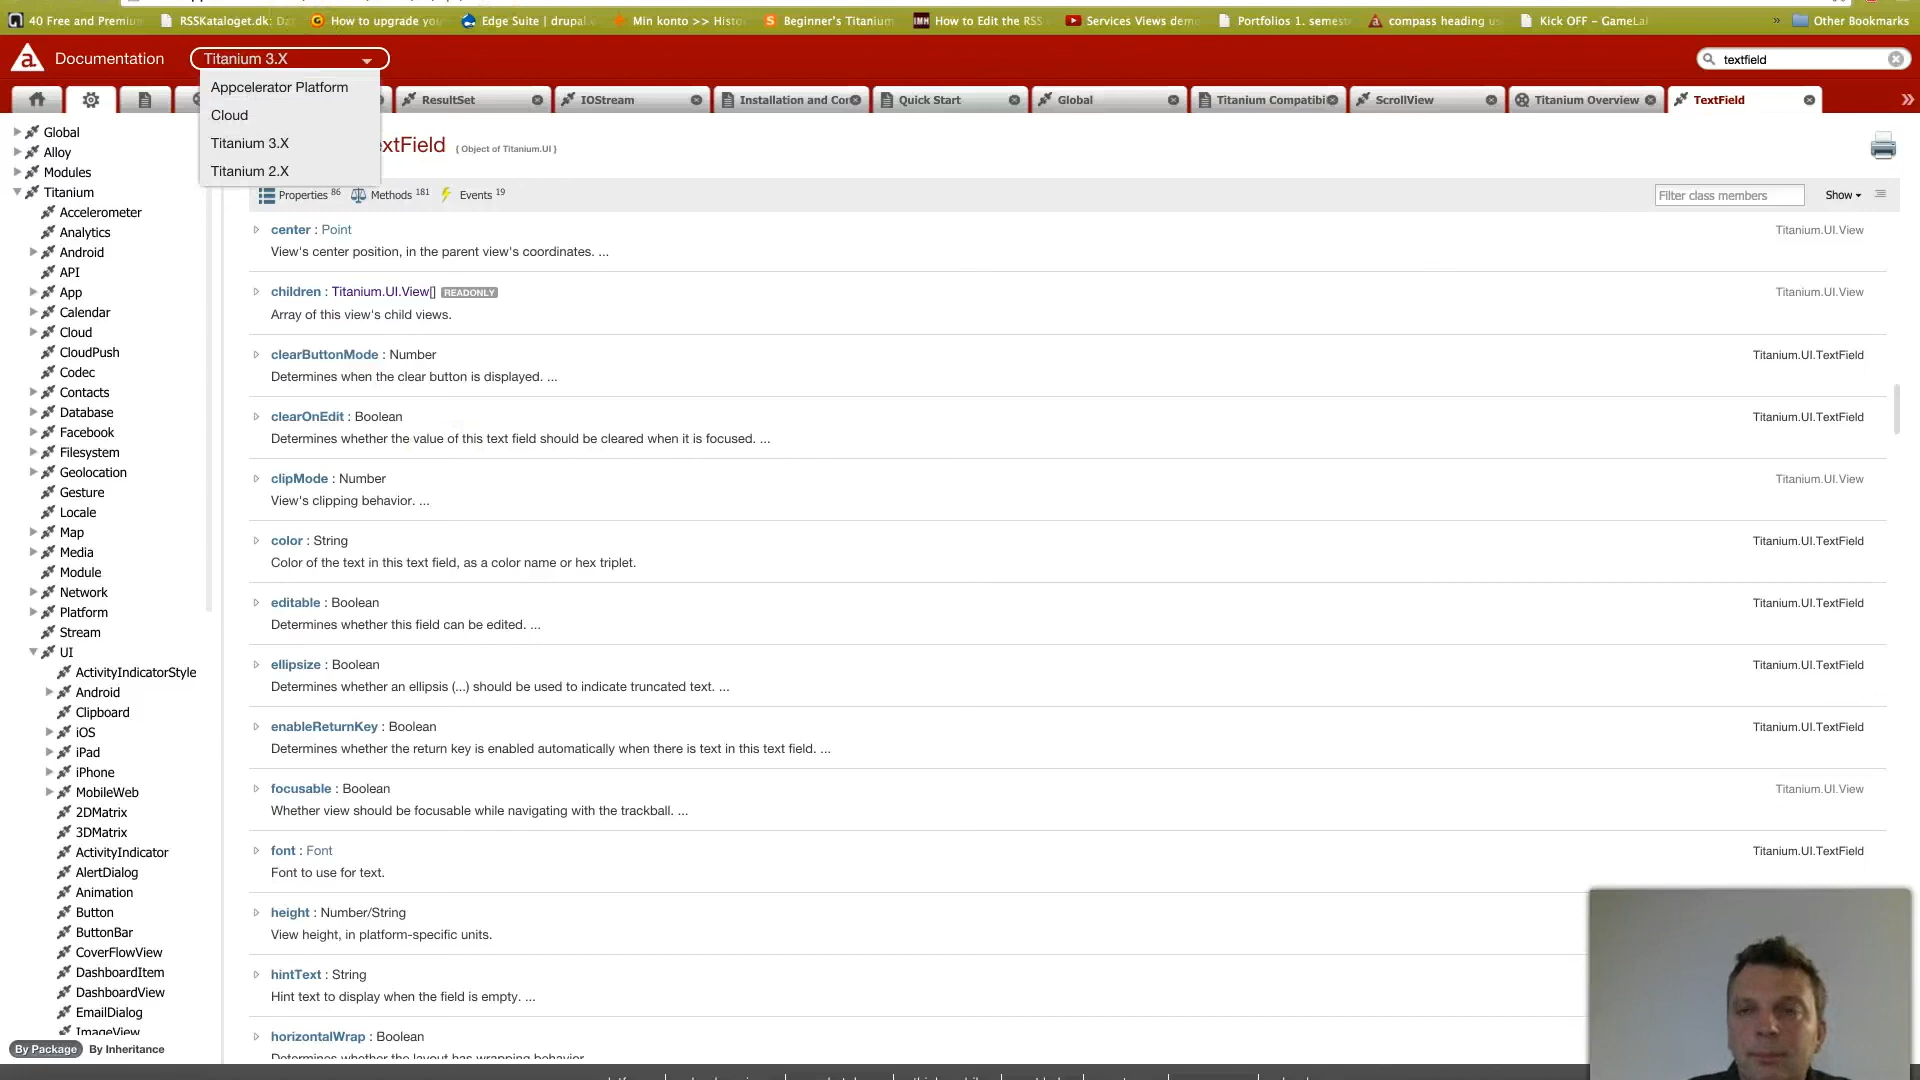 40 Free and Premium
RSSKataloget.dk: Da
How to upgrade you
Edge Suite | drupal.
Min konto >> Histo
Beginner's Titanium
How to Edit the RSS
Services Views demo
Portfolios 1. semest
compass heading us
Kick OFF - GameLal
» Other Bookmarks
Documentation
Titanium 3.X
textfield
Appcelerator Platform
Cloud
Titanium 3.X
Titanium 2.X
ResultSet
IOStream
Installation and Cor
Quick Start
Global
Titanium Compatibi
ScrollView
Titanium Overview
TextField
Global
Alloy
Modules
Titanium
Accelerometer
Analytics
Android
API
App
Calendar
Cloud
CloudPush
Codec
Contacts
Database
Facebook
Filesystem
Geolocation
Gesture
Locale
Map
Media
Module
Network
Platform
Stream
UI
ActivityIndicatorStyle
Android
Clipboard
iOS
iPad
iPhone
MobileWeb
2DMatrix
3DMatrix
ActivityIndicator
AlertDialog
Animation
Button
ButtonBar
CoverFlowView
DashboardItem
DashboardView
EmailDialog
ImageView
By Package By Inheritance
xtField { Object of Titanium.UI }
Properties 86 Methods 181 Events 19
Filter class members
Show
center : Point Titanium.UI.View
View's center position, in the parent view's coordinates. ...
children : Titanium.UI.View[] READONLY Titanium.UI.View
Array of this view's child views.
clearButtonMode : Number Titanium.UI.TextField
Determines when the clear button is displayed. ...
clearOnEdit : Boolean Titanium.UI.TextField
Determines whether the value of this text field should be cleared when it is focused. ...
clipMode : Number Titanium.UI.View
View's clipping behavior. ...
color : String Titanium.UI.TextField
Color of the text in this text field, as a color name or hex triplet.
editable : Boolean Titanium.UI.TextField
Determines whether this field can be edited. ...
ellipsize : Boolean Titanium.UI.TextField
Determines whether an ellipsis (...) should be used to indicate truncated text. ...
enableReturnKey : Boolean Titanium.UI.TextField
Determines whether the return key is enabled automatically when there is text in this text field. ...
focusable : Boolean Titanium.UI.View
Whether view should be focusable while navigating with the trackball. ...
font : Font Titanium.UI.TextField
Font to use for text.
height : Number/String
View height, in platform-specific units.
hintText : String
Hint text to display when the field is empty. ...
horizontalWrap : Boolean
Determines whether the layout has wrapping behavior.